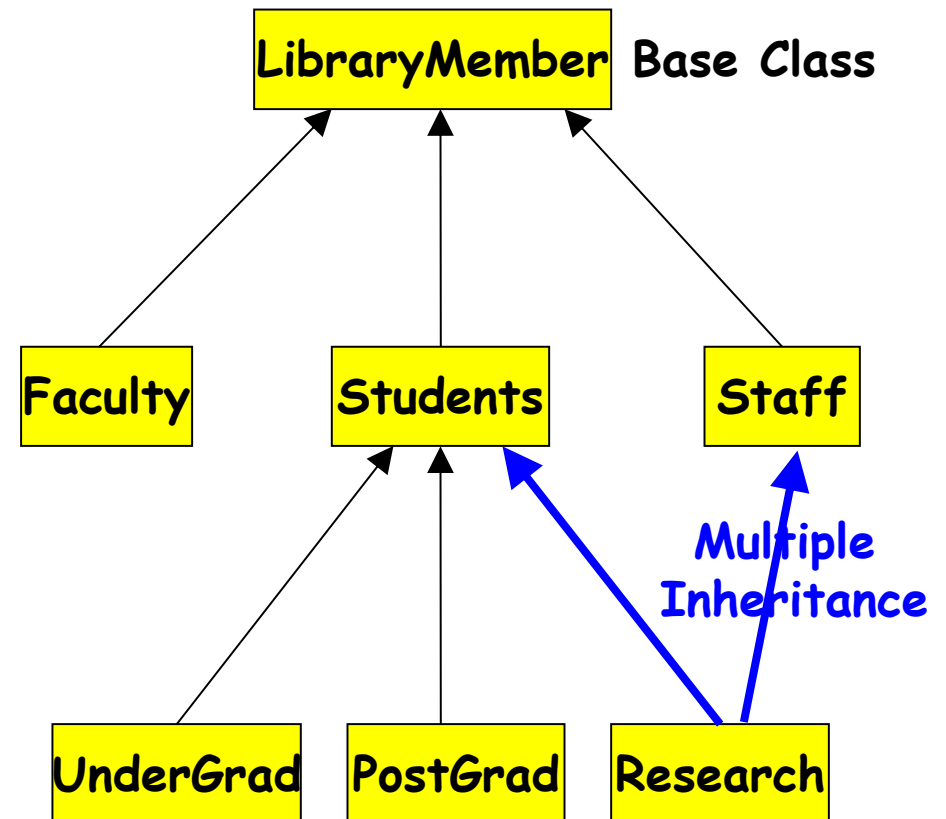 LibraryMember Base Class
Faculty Students Staff
Multiple
Inheritance
UnderGrad PostGrad Research